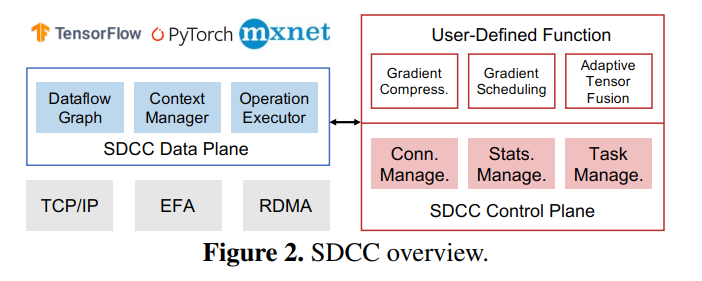 TensorFlow PyTorch mxnet
Dataflow
Graph
Context
Manager
Operation
Executor
SDCC Data Plane
TCP/IP
EFA
RDMA
User-Defined Function
Gradient
Compress.
Gradient
Scheduling
Adaptive
Tensor
Fusion
Conn.
Manage.
Stats.
Manage.
Task
Manage.
SDCC Control Plane
Figure 2. SDCC overview.